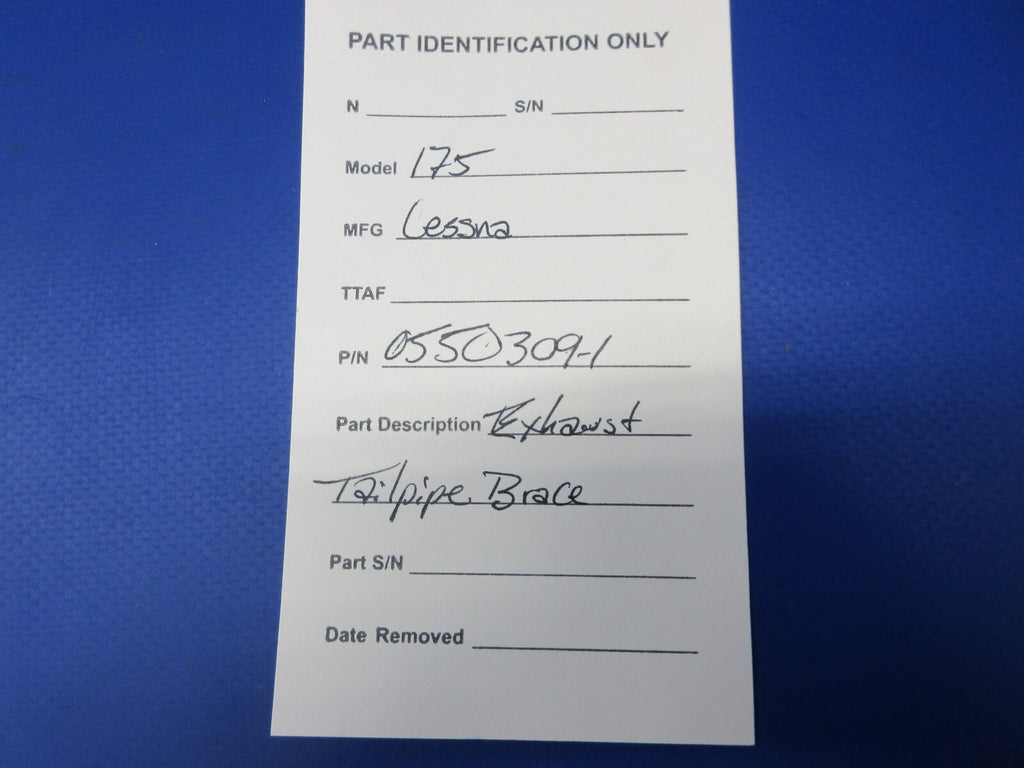 PART IDENTIFICATION ONLY
N S/N
Model 175
MFG Cessna
TTAF
P/N 0550309-1
Part Description Exhaust
Tailpipe Brace
Part S/N
Date Removed